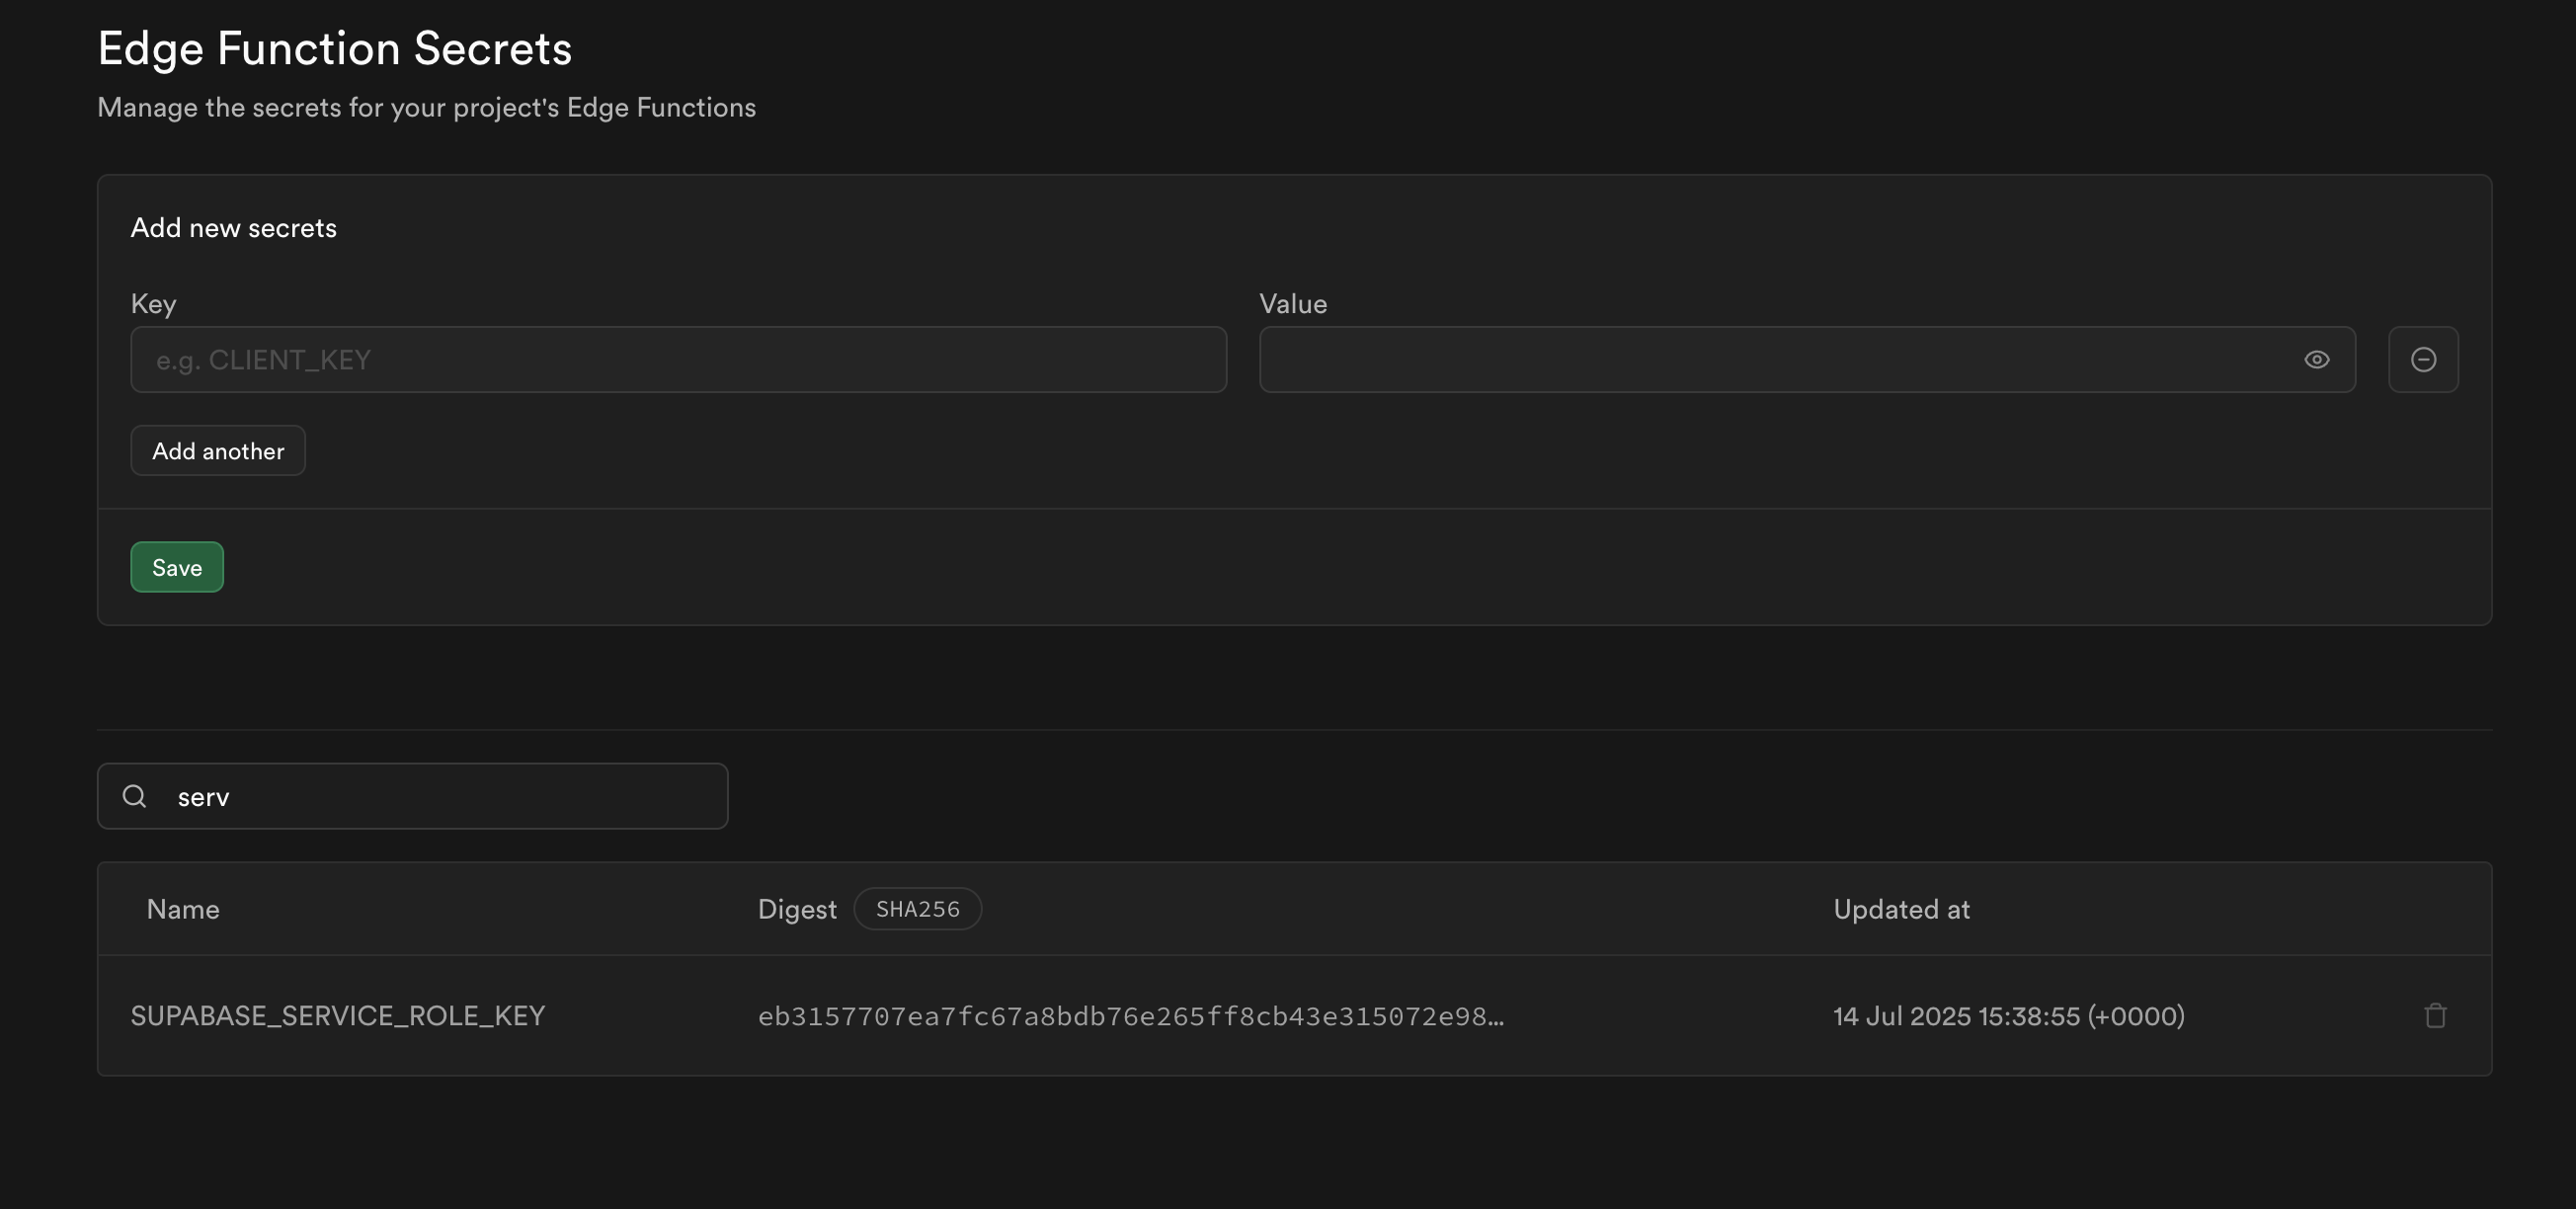 Edge Function Secrets
Manage the secrets for your project's Edge Functions
Add new secrets
Key
Value
e.g. CLIENT_KEY
Add another
Save
serv
Name
Digest SHA256
Updated at
SUPABASE_SERVICE_ROLE_KEY
eb3157707ea7fc67a8bdb76e265ff8cb43e315072e98…
14 Jul 2025 15:38:55 (+0000)